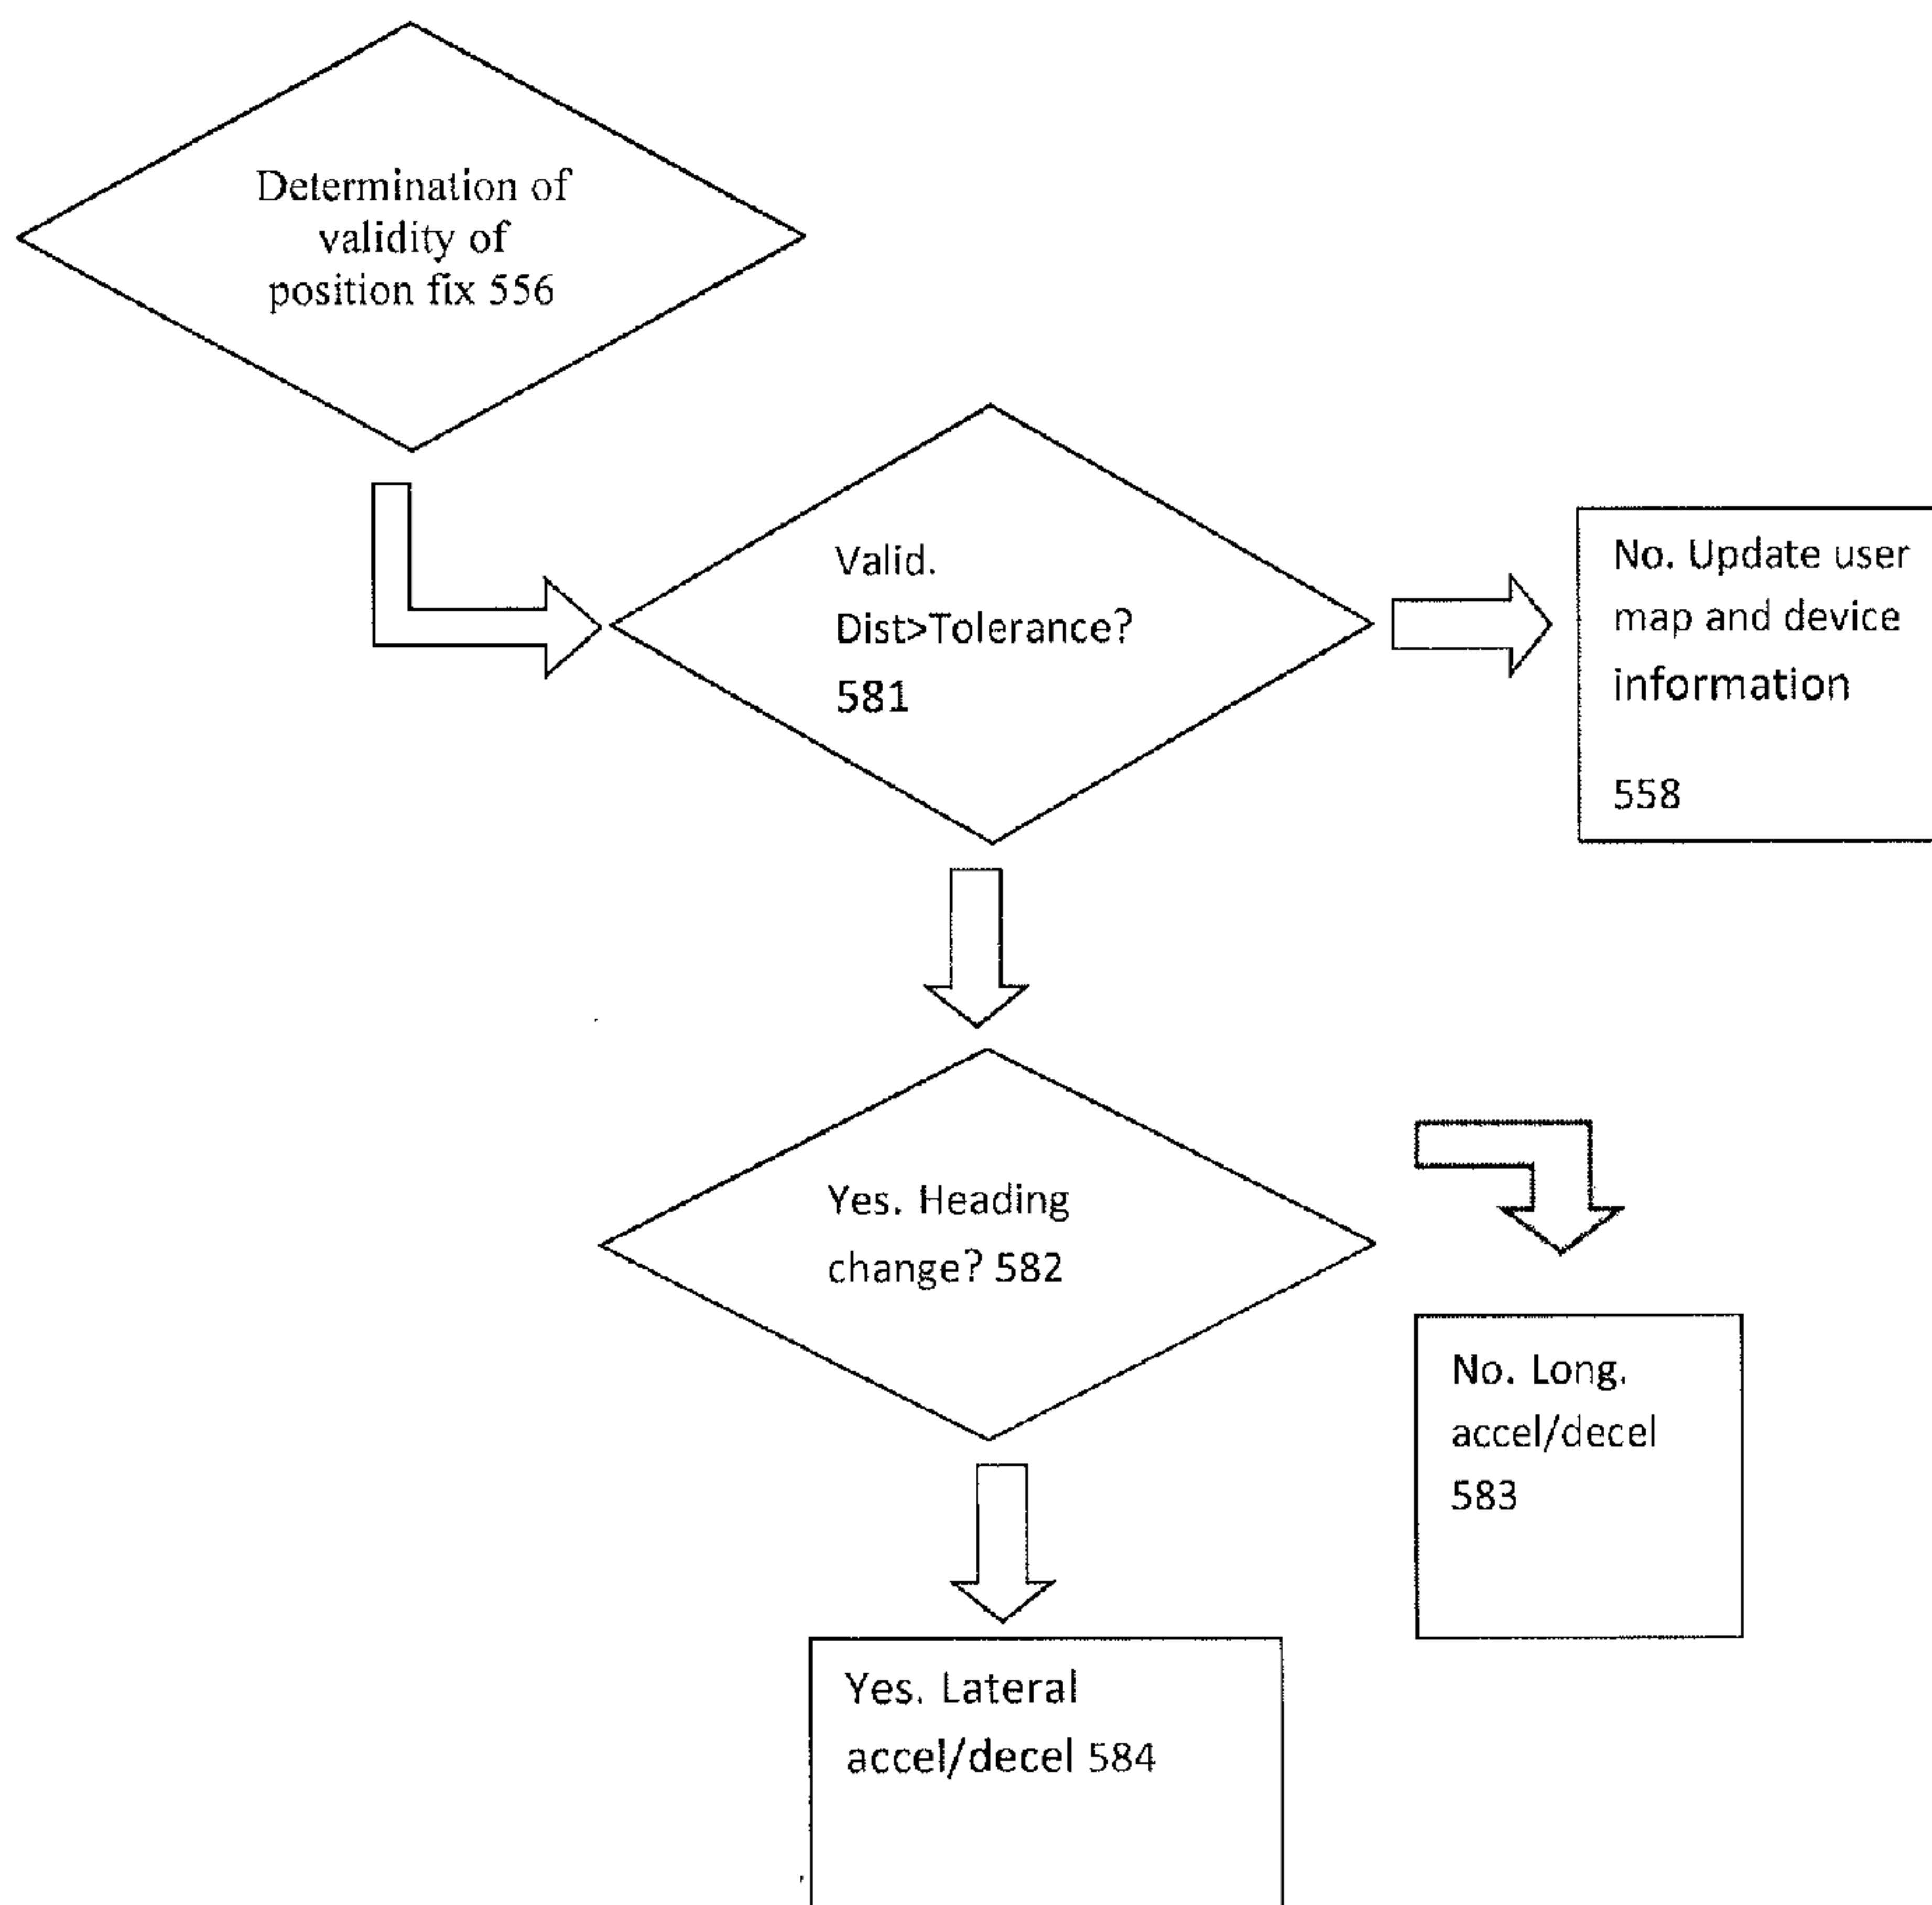 Determination of
validity of
position fix 556
Valid.
Dist>Tolerance?
581
No. Update user
map and device
information
558
Yes. Heading
change? 582
No. Long.
accel/decel
583
Yes. Lateral
accel/decel 584